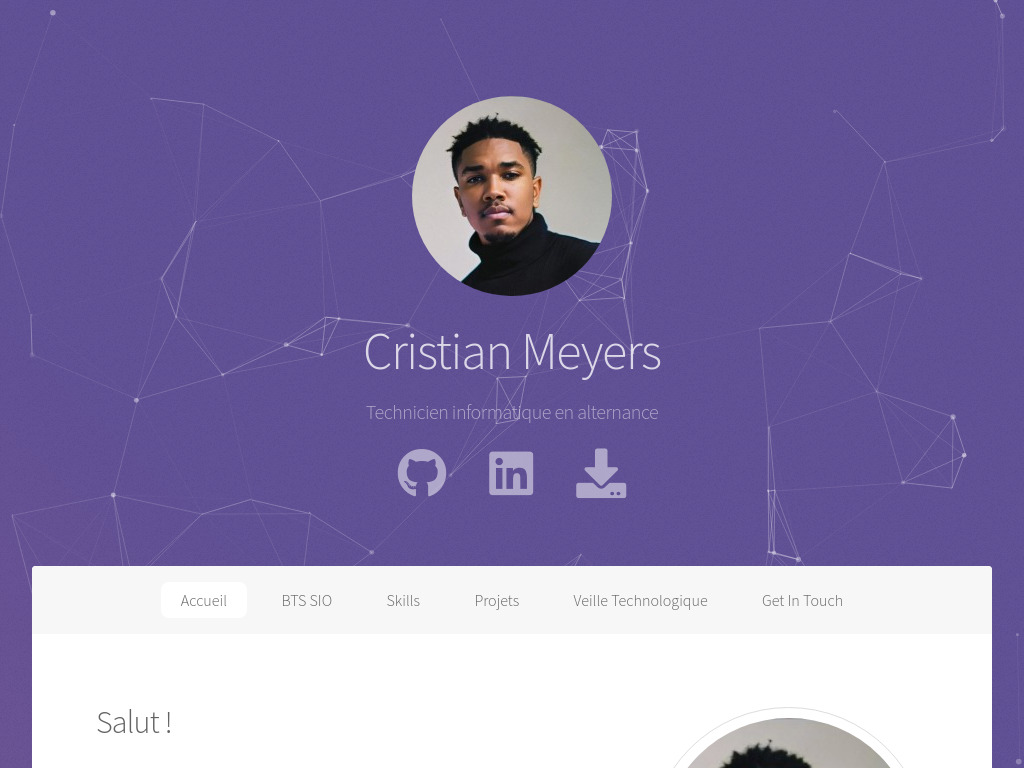 Cristian Meyers
Technicien informatique en alternance
Accueil BTS SIO Skills Projets Veille Technologique Get In Touch
Salut !